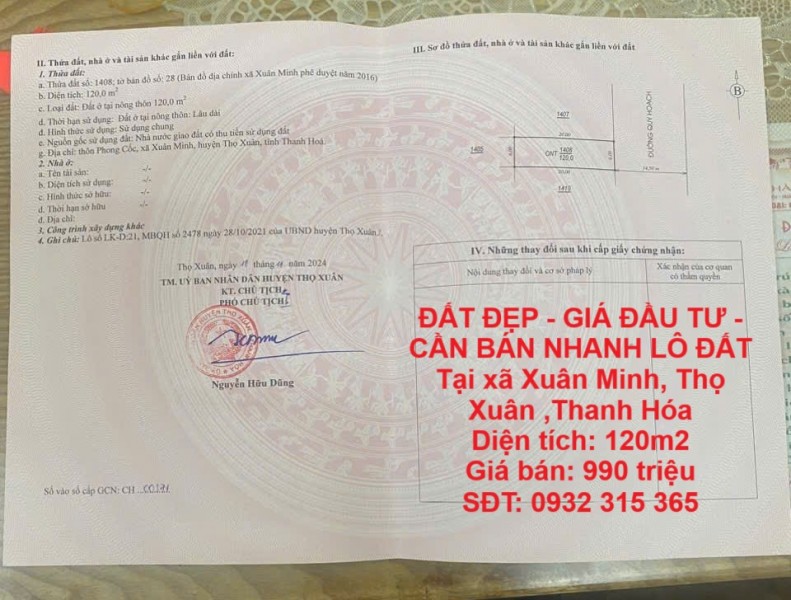 II. Thửa đất, nhà ở và tài sản khác gắn liền với đất:
1. Thửa đất:
a. Thửa đất số: 1408; tờ bản đồ số: 28 (Bản đồ địa chính xã Xuân Minh phê duyệt năm 2016)
b. Diện tích: 120,0 m²
c. Loại đất: Đất ở tại nông thôn 120,0 m²
d. Thời hạn sử dụng: Đất ở tại nông thôn: Lâu dài
đ. Hình thức sử dụng: Sử dụng chung
e. Nguồn gốc sử dụng đất: Nhà nước giao đất có thu tiền sử dụng đất
g. Địa chỉ: thôn Phong Cốc, xã Xuân Minh, huyện Thọ Xuân, tỉnh Thanh Hoá
2. Nhà ở:
a. Tên tài sản: -/-
b. Diện tích sử dụng: -/-
c. Hình thức sở hữu: -/-
d. Thời hạn sở hữu -/-
đ. Địa chỉ:
3. Công trình xây dựng khác
4. Ghi chú: Lô số LK-D:21, MBQH số 2478 ngày 28/10/2021 của UBND huyện Thọ Xuân./.
Thọ Xuân, ngày tháng năm 2024
TM. UỶ BAN NHÂN DÂN HUYỆN THỌ XUÂN
KT. CHỦ TỊCH
PHÓ CHỦ TỊCH
Nguyễn Hữu Dũng
Số vào sổ cấp GCN: CH
III. Sơ đồ thửa đất, nhà ở và tài sản khác gắn liền với đất
B
1407
ĐƯỜNG QUY HOẠCH
1409
ONT 1408
120,0
IV. Những thay đổi sau khi cấp giấy chứng nhận:
Nội dung thay đổi và cơ sở pháp lý
Xác nhận của cơ quan
có thẩm quyền
ĐẤT ĐẸP - GIÁ ĐẦU TƯ -
CẦN BÁN NHANH LÔ ĐẤT
Tại xã Xuân Minh, Thọ
Xuân ,Thanh Hóa
Diện tích: 120m2
Giá bán: 990 triệu
SĐT: 0932 315 365